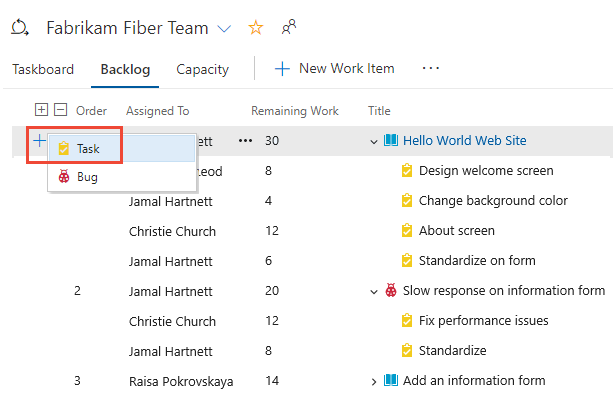 Fabrikam Fiber Team
Taskboard Backlog Capacity New Work Item ...
Order Assigned To Remaining Work Title
Task ... 30 Hello World Web Site
8 Design welcome screen
Bug
Jamal Hartnett 4 Change background color
Christie Church 12 About screen
Jamal Hartnett 6 Standardize on form
2 Jamal Hartnett 20 Slow response on information form
Christie Church 12 Fix performance issues
Jamal Hartnett 8 Standardize
3 Raisa Pokrovskaya 14 Add an information form